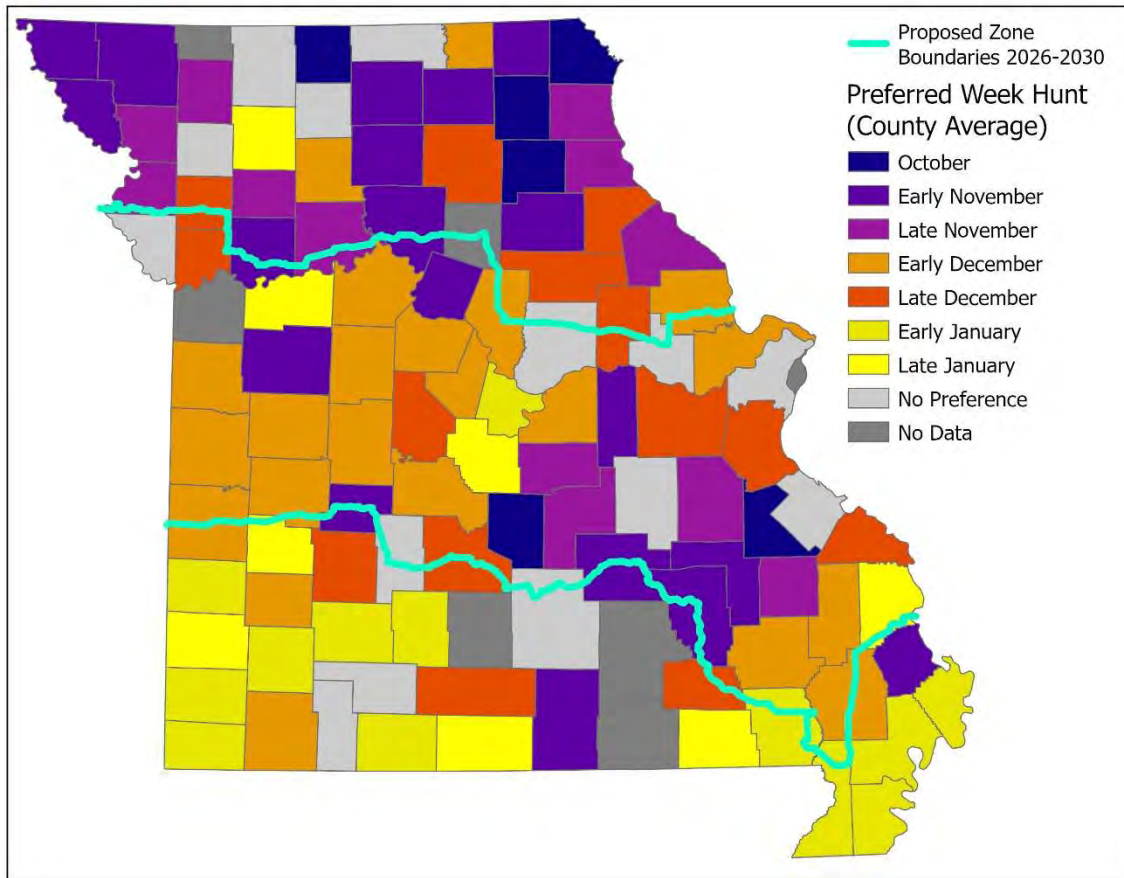 Proposed Zone
Boundaries 2026-2030
Preferred Week Hunt
(County Average)
October
Early November
Late November
Early December
Late December
Early January
Late January
No Preference
No Data